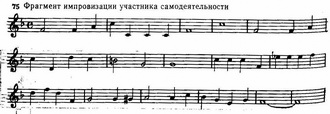 75 Фрагмент импровизации участника самодеятельности